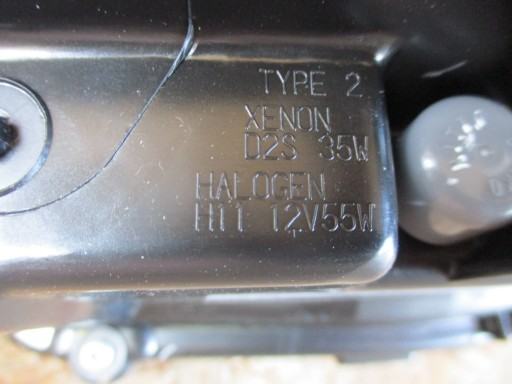 TYPE 2
XENON
D2S 35W
HALOGEN
H11 12V55W